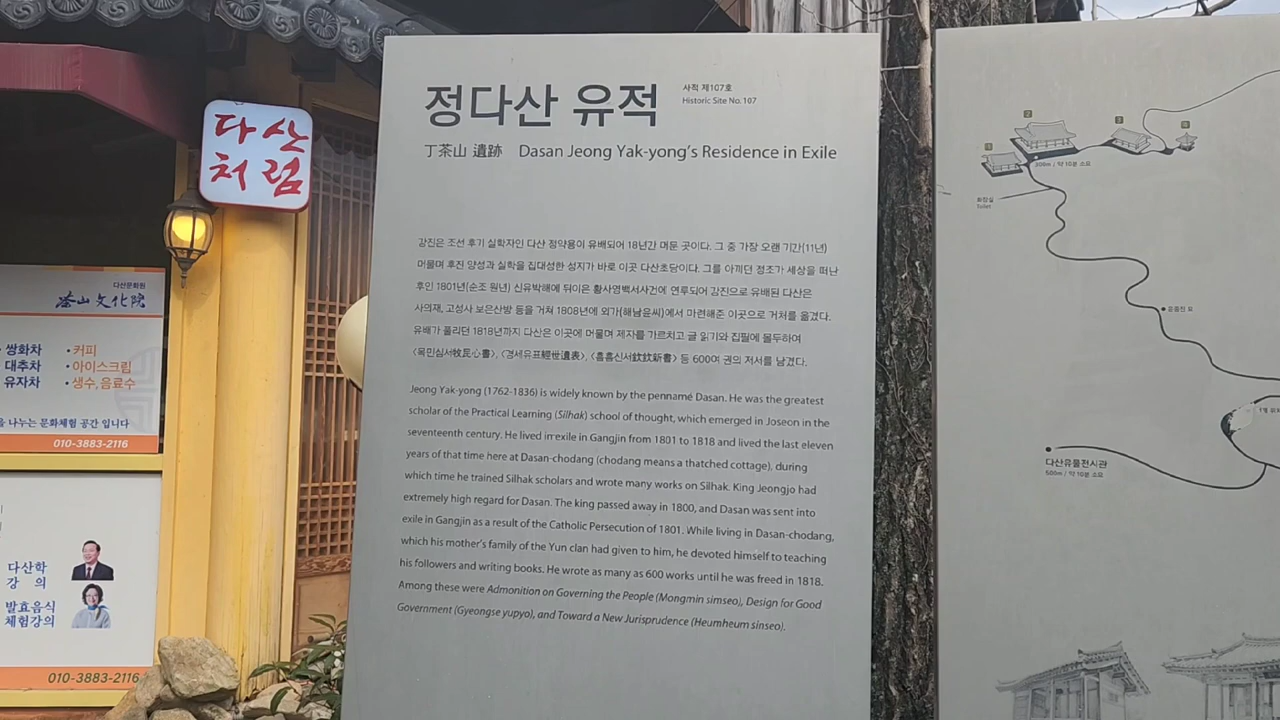 다산
처럼
다산문화원
茶山 文化院
쌍화차
대추차
유자차
• 커피
• 아이스크림
• 생수, 음료수
을 나누는 문화체험 공간 입니다
010-3883-2116
다산학
강 의
발효음식
체험강의
010-3883-2116
정다산 유적
사적 제107호
Historic Site No. 107
丁茶山 遺跡 Dasan Jeong Yak-yong's Residence in Exile
강진은 조선 후기 실학자인 다산 정약용이 유배되어 18년간 머문 곳이다. 그 중 가장 오랜 기간(11년)
머물며 후진 양성과 실학을 집대성한 성지가 바로 이곳 다산초당이다. 그를 아끼던 정조가 세상을 떠난
후인 1801년(순조 원년) 신유박해에 뒤이은 황사영백서사건에 연루되어 강진으로 유배된 다산은
사의재, 고성사 보은산방 등을 거쳐 1808년에 외가(해남윤씨)에서 마련해준 이곳으로 거처를 옮겼다.
유배가 풀리던 1818년까지 다산은 이곳에 머물며 제자를 가르치고 글 읽기와 집필에 몰두하며
〈목민심서牧民心書〉, 〈경세유표經世遺表〉, 〈흠흠신서欽欽新書〉 등 600여 권의 저서를 남겼다.
Jeong Yak-yong (1762-1836) is widely known by the penname Dasan. He was the greatest
scholar of the Practical Learning (Silhak) school of thought, which emerged in Joseon in the
seventeenth century. He lived in exile in Gangjin from 1801 to 1818 and lived the last eleven
years of that time here at Dasan-chodang (chodang means a thatched cottage), during
which time he trained Silhak scholars and wrote many works on Silhak. King Jeongjo had
extremely high regard for Dasan. The king passed away in 1800, and Dasan was sent into
exile in Gangjin as a result of the Catholic Persecution of 1801. While living in Dasan-chodang,
which his mother's family of the Yun clan had given to him, he devoted himself to teaching
his followers and writing books. He wrote as many as 600 works until he was freed in 1818.
Among these were Admonition on Governing the People (Mongmin simseo), Design for Good
Government (Gyeongse yupyo), and Toward a New Jurisprudence (Heumheum sinseo).
300m / 약 10분 소요
화장실
Toilet
윤종진 묘
다산유물전시관
500m / 약 10분 소요